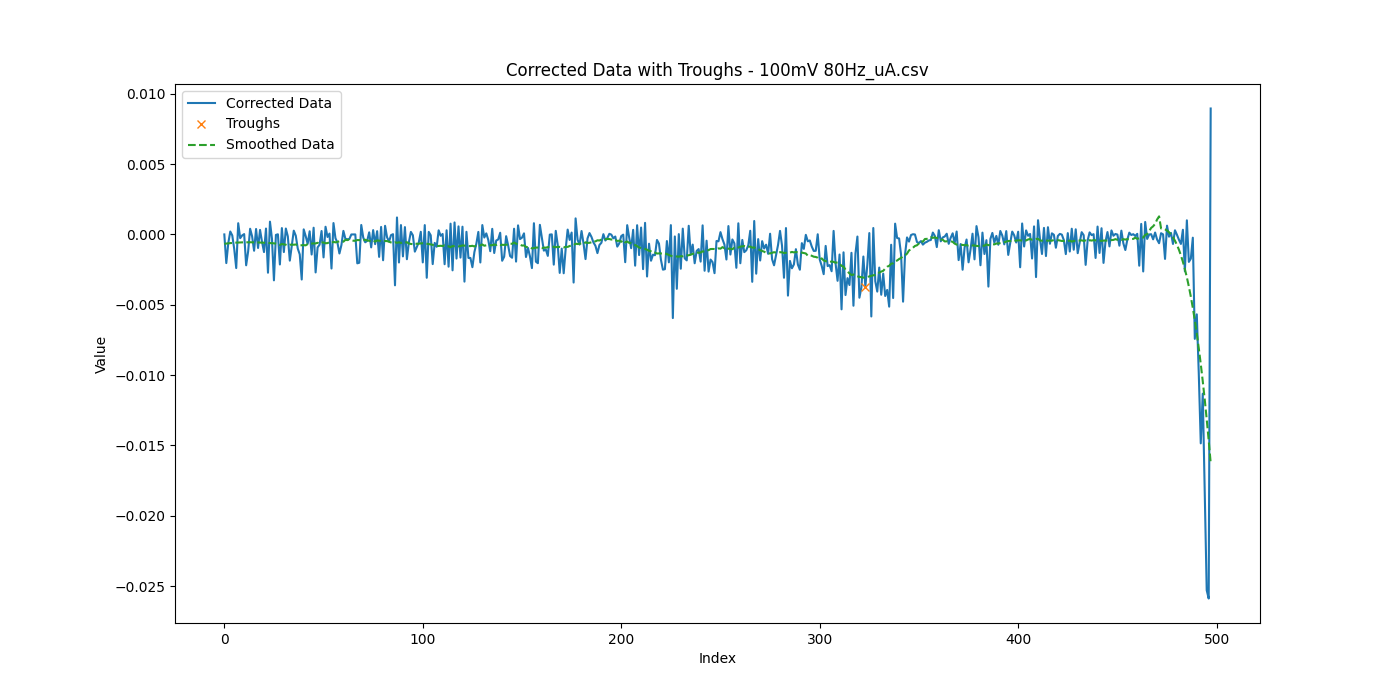 Corrected Data with Troughs - 100mV 80Hz_uA.csv
Corrected Data
Troughs
Smoothed Data
0.010
0.005
0.000
−0.005
−0.010
−0.015
−0.020
−0.025
Value
0
100
200
300
400
500
Index